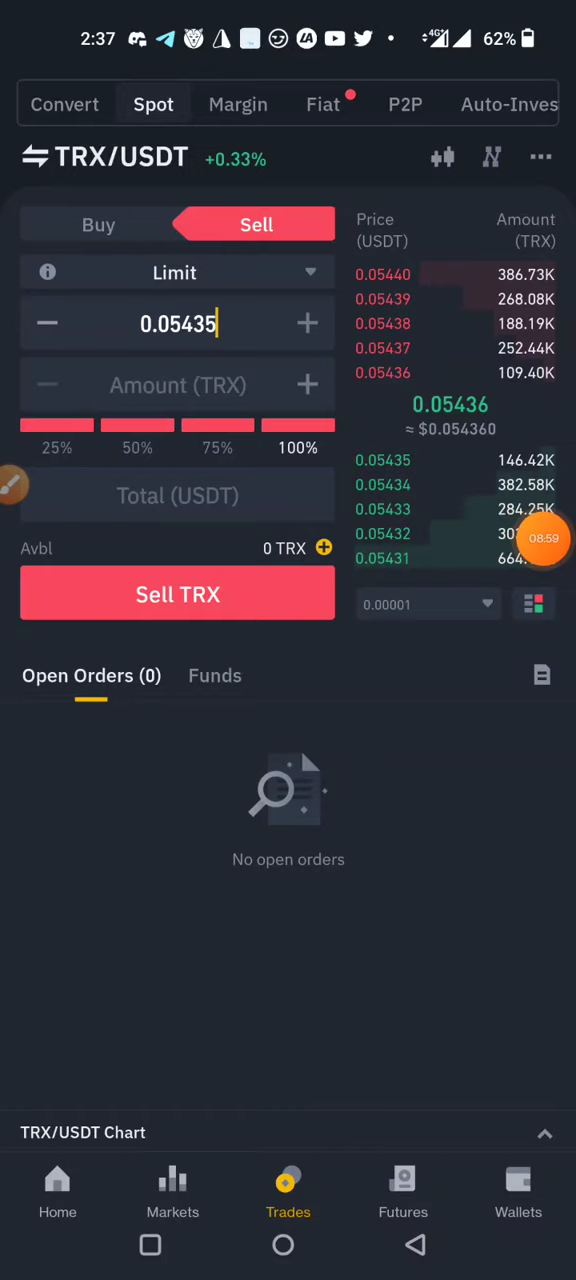 2:37
4G+
62%
Convert
Spot
Margin
Fiat
P2P
Auto-Inves
TRX/USDT
+0.33%
Buy
Sell
Limit
0.05435
Amount (TRX)
25%
50%
75%
100%
Total (USDT)
Avbl
0 TRX
Sell TRX
Price
(USDT)
Amount
(TRX)
0.05440 386.73K
0.05439 268.08K
0.05438 188.19K
0.05437 252.44K
0.05436 109.40K
0.05436
≈ $0.054360
0.05435 146.42K
0.05434 382.58K
0.05433 284.25K
0.05432
0.05431
08:59
0.00001
Open Orders (0)
Funds
No open orders
TRX/USDT Chart
Home
Markets
Trades
Futures
Wallets